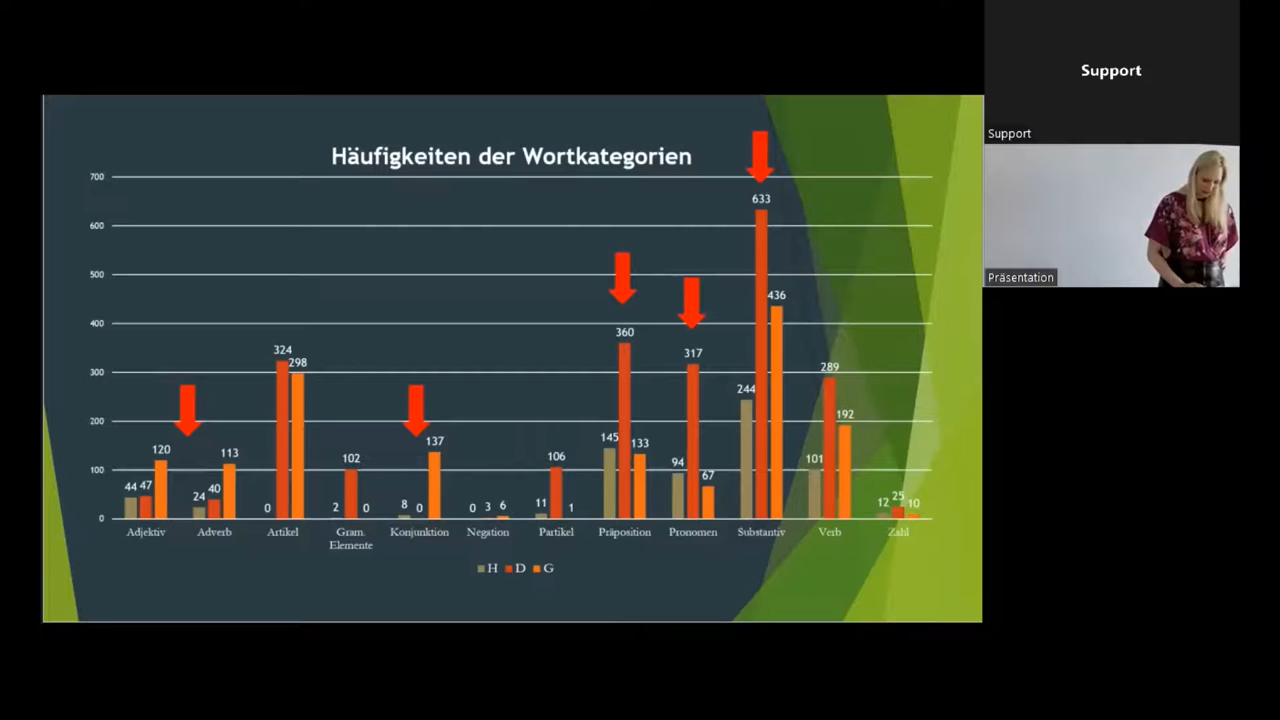 Support
Support
Präsentation
Häufigkeiten der Wortkategorien
700
600
500
400
300
200
100
0
44 47 120
24 40 113
0 324 298
2 102 0
8 0 137
0 3 6
11 106 1
145 360 133
94 317 67
244 633 436
101 289 192
12 25 10
Adjektiv Adverb Artikel Gram. Elemente Konjunktion Negation Partikel Präposition Pronomen Substantiv Verb Zahl
H D G